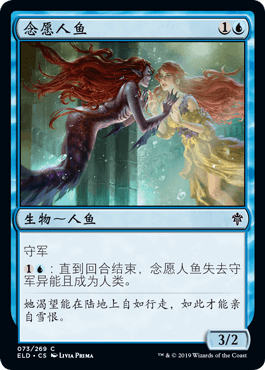 念愿人鱼 1
生物～人鱼
守军
1：直到回合结束，念愿人鱼失去守
军异能且成为人类。
她渴望能在陆地上自如行走，如此才能亲
自雪恨。
3/2
073/269 C
ELD • CS LIVIA PRIMA
™ & © 2019 Wizards of the Coast